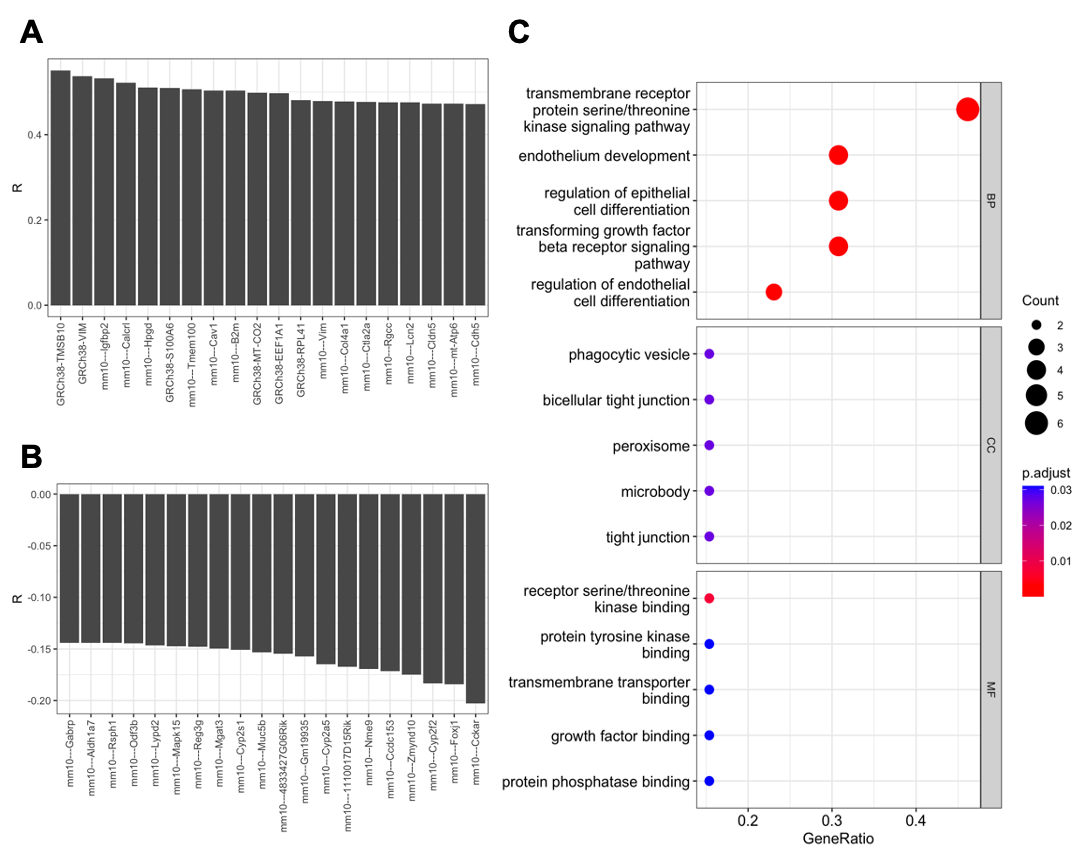 A
R
0.4
0.2
0.0
GRCh38-TMSB10
GRCh38-VIM
mm10---Igfbp2
mm10---Calcrl
mm10---Hpgd
GRCh38-S100A6
mm10---Tmem100
mm10---Cav1
mm10---B2m
GRCh38-MT-CO2
GRCh38-EEF1A1
GRCh38-RPL41
mm10---Vim
mm10---Col4a1
mm10---Ctla2a
mm10---Rgcc
mm10---Lcn2
mm10---Cldn5
mm10---mt-Atp6
mm10---Cdh5
B
R
0.00
-0.05
-0.10
-0.15
-0.20
mm10---Gabrp
mm10---Aldh1a7
mm10---Rsph1
mm10---Odf3b
mm10---Lypd2
mm10---Mapk15
mm10---Reg3g
mm10---Mgat3
mm10---Cyp2s1
mm10---Muc5b
mm10---4833427G06Rik
mm10---Gm19935
mm10---Cyp2a5
mm10---1110017D15Rik
mm10---Nme9
mm10---Ccdc153
mm10---Zmynd10
mm10---Cyp2f2
mm10---Foxj1
mm10---Cckar
C
transmembrane receptor
protein serine/threonine
kinase signaling pathway
endothelium development
regulation of epithelial
cell differentiation
transforming growth factor
beta receptor signaling
pathway
regulation of endothelial
cell differentiation
BP
phagocytic vesicle
bicellular tight junction
peroxisome
microbody
tight junction
CC
receptor serine/threonine
kinase binding
protein tyrosine kinase
binding
transmembrane transporter
binding
growth factor binding
protein phosphatase binding
MF
0.2
0.3
0.4
GeneRatio
Count
2
3
4
5
6
p.adjust
0.03
0.02
0.01